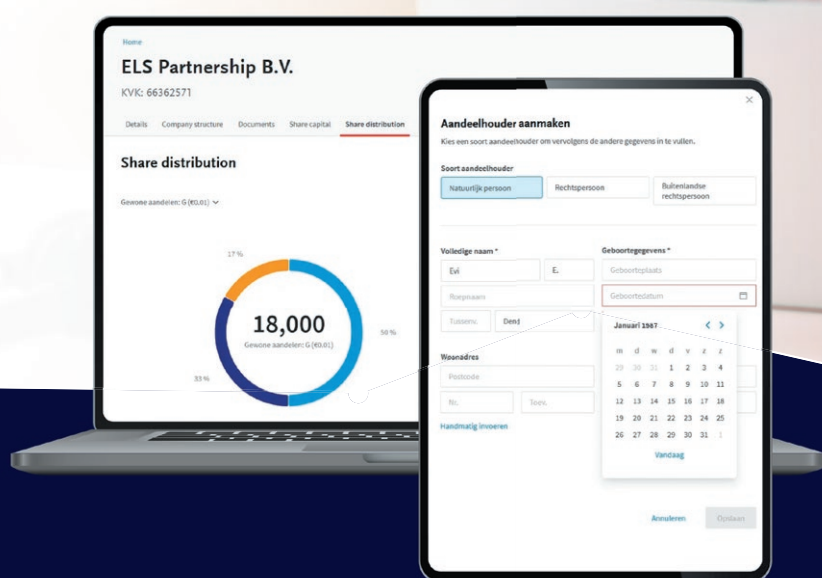 Home
ELS Partnership B.V.
KVK: 66362571
Details Company structure Documents Share capital Share distribution
Share distribution
Gewone aandelen: G (€0.01)
17 %
18,000
Gewone aandelen: G (€0.01)
50 %
33 %
Aandeelhouder aanmaken
Kies een soort aandeelhouder om vervolgens de andere gegevens in te vullen.
Soort aandeelhouder
Natuurlijk persoon Rechtspersoon Buitenlandse
rechtspersoon
Volledige naam * Geboortegegevens *
Evi E. Geboorteplaats
Roepnaam Geboortedatum
Tussenv. Dend
Januari 1967
m d w d v z z
29 30 31 1 2 3 4
5 6 7 8 9 10 11
12 13 14 15 16 17 18
19 20 21 22 23 24 25
26 27 28 29 30 31 1
Vandaag
Woonadres
Postcode
Nr. Toev.
Handmatig invoeren
Annuleren Opslaan